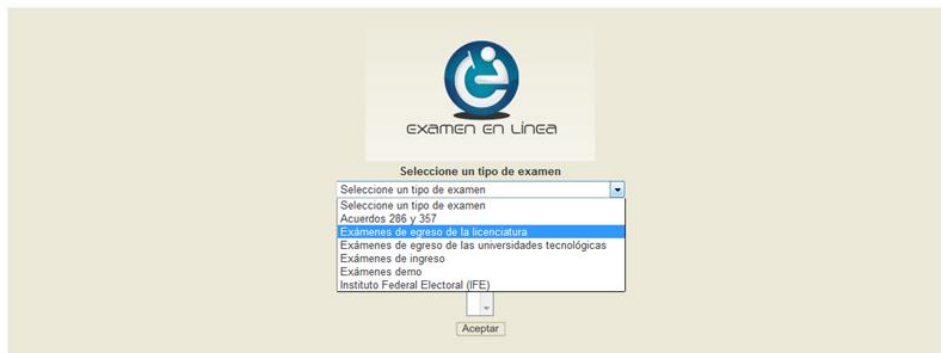 examen en línea
Seleccione un tipo de examen
Seleccione un tipo de examen
Seleccione un tipo de examen
Acuerdos 286 y 357
Exámenes de egreso de la licenciatura
Exámenes de egreso de las universidades tecnológicas
Exámenes de ingreso
Exámenes demo
Instituto Federal Electoral (IFE)
Aceptar